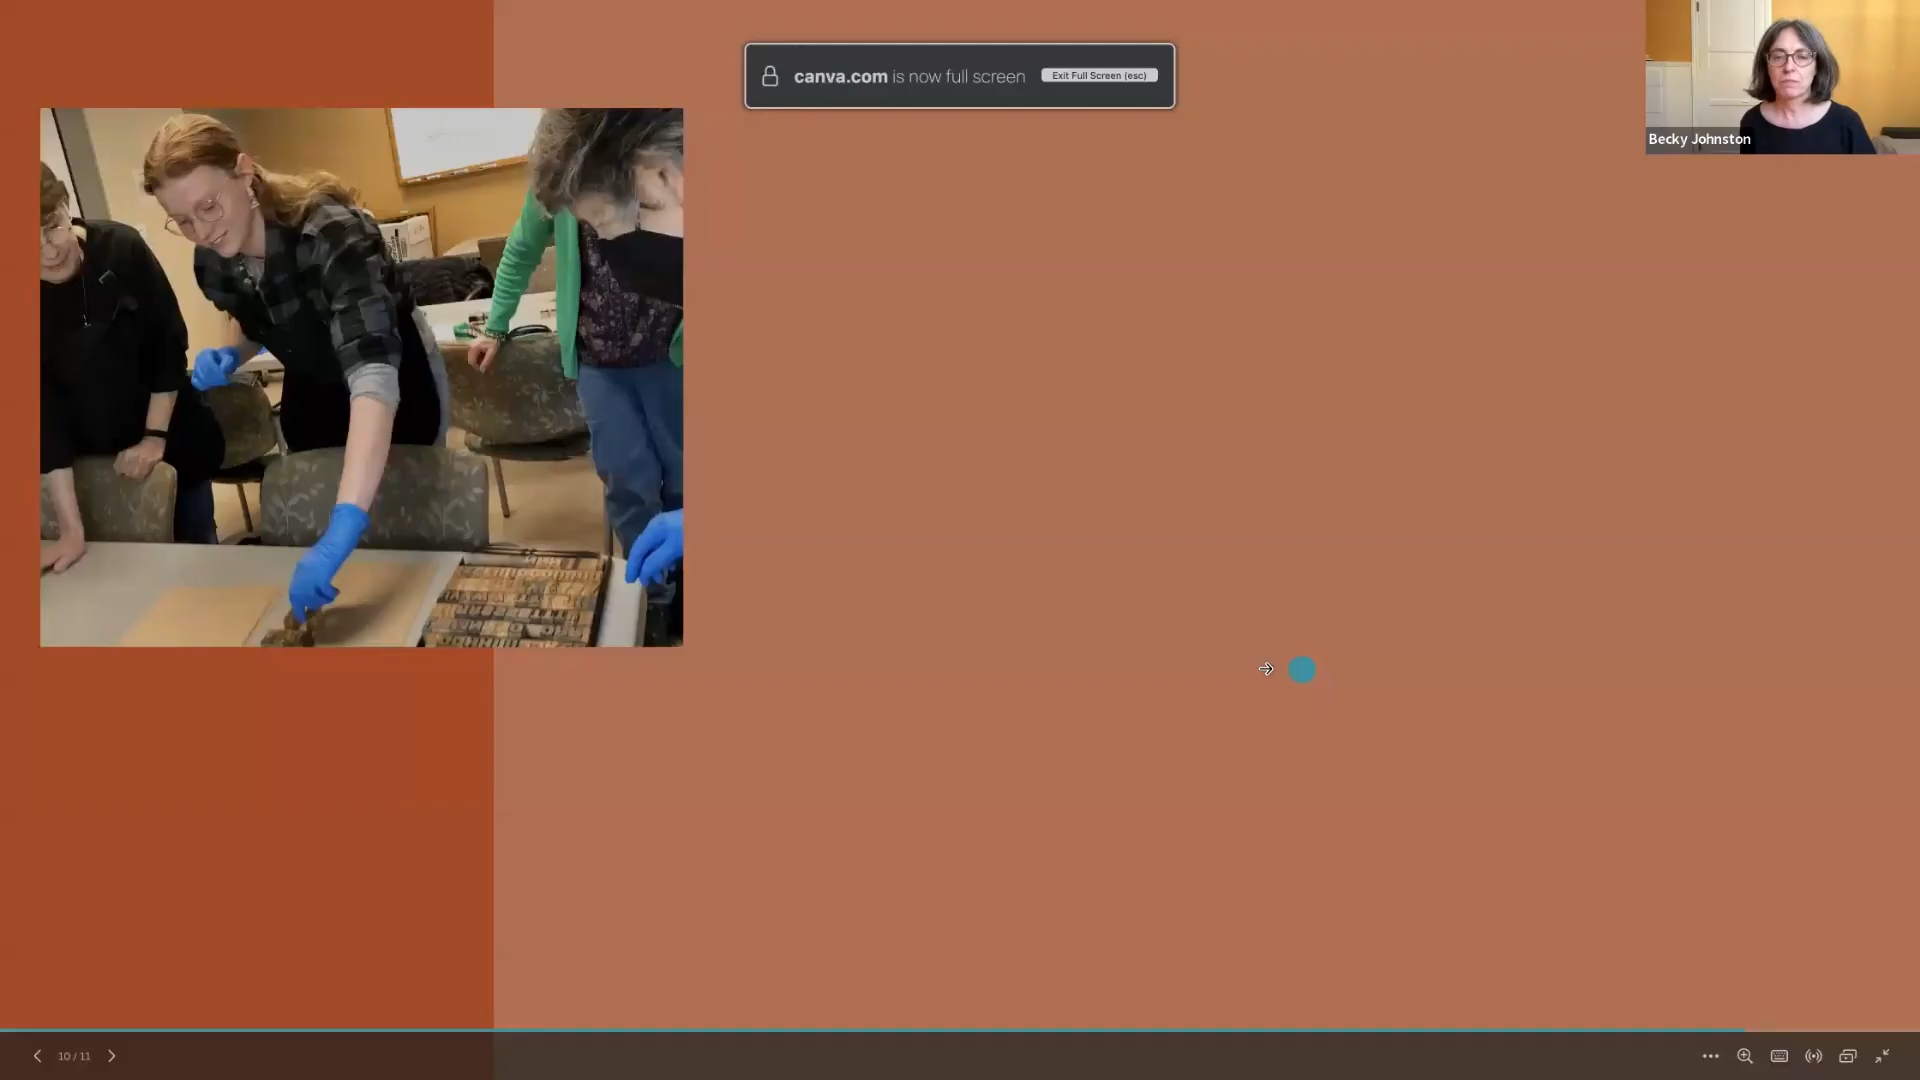 canva.com is now full screen
Exit Full Screen (esc)
Becky Johnston
10 / 11